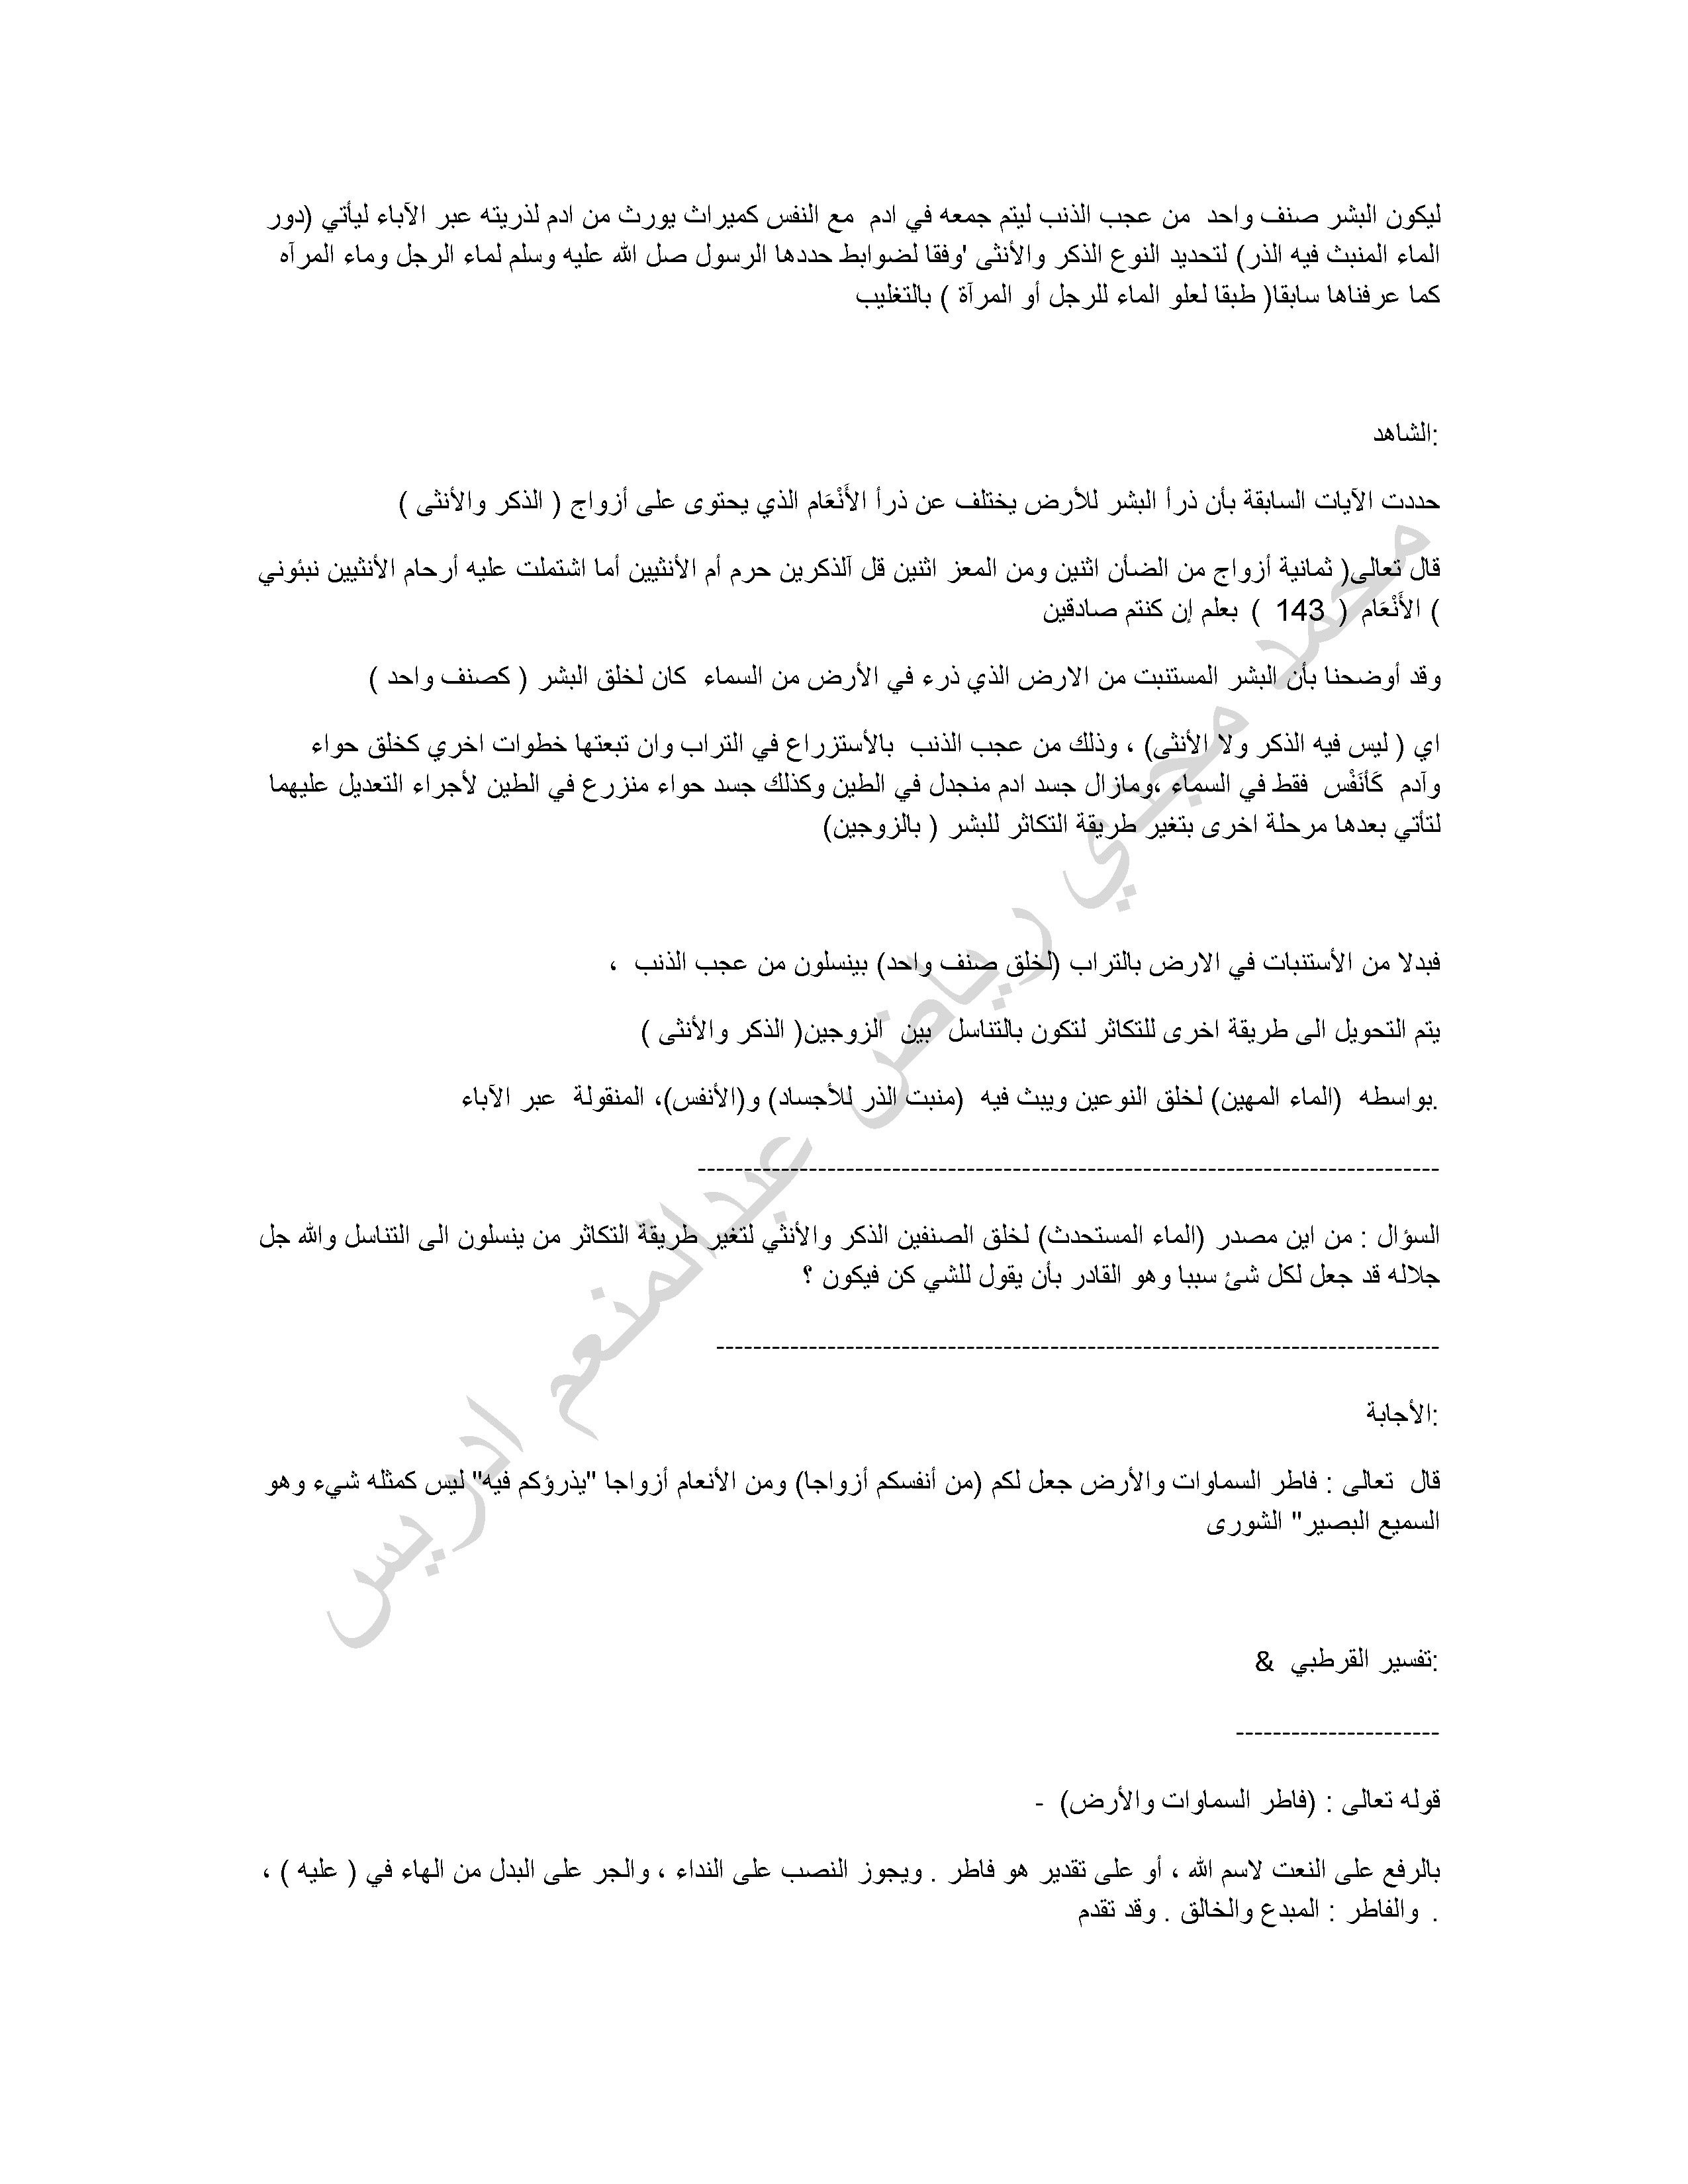 ليكون البشر صنف واحد من عجب الذنب ليتم جمعه في ادم مع النفس كميراث يورث من ادم لذريته عبر الآباء ليأتي (دور
الماء المنبث فيه الذر) لتحديد النوع الذكر والأنثى 'وفقا لضوابط حددها الرسول صل الله عليه وسلم لماء الرجل وماء المرآه
كما عرفناها سابقا( طبقا لعلو الماء للرجل أو المرآة ) بالتغليب
:الشاهد
حددت الآيات السابقة بأن ذرأ البشر للأرض يختلف عن ذرأ الأَنْعَام الذي يحتوى على أزواج ( الذكر والأنثى )
قال تعالى( ثمانية أزواج من الضأن اثنين ومن المعز اثنين قل آلذكرين حرم أم الأنثيين أما اشتملت عليه أرحام الأنثيين نبئوني
) الأَنْعَام ( 143 ) بعلم إن كنتم صادقين
وقد أوضحنا بأن البشر المستنبت من الارض الذي ذرء في الأرض من السماء كان لخلق البشر ( كصنف واحد )
اي ( ليس فيه الذكر ولا الأنثى) ، وذلك من عجب الذنب بالأستزراع في التراب وان تبعتها خطوات اخري كخلق حواء
وآدم كَأنَفْس فقط في السماء ،ومازال جسد ادم منجدل في الطين وكذلك جسد حواء منزرع في الطين لأجراء التعديل عليهما
لتأتي بعدها مرحلة اخرى بتغير طريقة التكاثر للبشر ( بالزوجين)
فبدلا من الأستنبات في الارض بالتراب (لخلق صنف واحد) بينسلون من عجب الذنب ،
يتم التحويل الى طريقة اخرى للتكاثر لتكون بالتناسل بين الزوجين( الذكر والأنثى )
.بواسطه (الماء المهين) لخلق النوعين ويبث فيه (منبت الذر للأجساد) و(الأنفس)، المنقولة عبر الآباء
--------------------------------------------------------------------------------
السؤال : من اين مصدر (الماء المستحدث) لخلق الصنفين الذكر والأنثي لتغير طريقة التكاثر من ينسلون الى التناسل والله جل
جلاله قد جعل لكل شئ سببا وهو القادر بأن يقول للشي كن فيكون ؟
------------------------------------------------------------------------------
:الأجابة
قال تعالى : فاطر السماوات والأرض جعل لكم (من أنفسكم أزواجا) ومن الأنعام أزواجا "يذرؤكم فيه" ليس كمثله شيء وهو
السميع البصير" الشورى
:تفسير القرطبي &
----------------------
قوله تعالى : (فاطر السماوات والأرض) -
بالرفع على النعت لاسم الله ، أو على تقدير هو فاطر . ويجوز النصب على النداء ، والجر على البدل من الهاء في ( عليه ) ،
. والفاطر : المبدع والخالق . وقد تقدم
محمد مجدي رياض عبدالمنعم ادريس